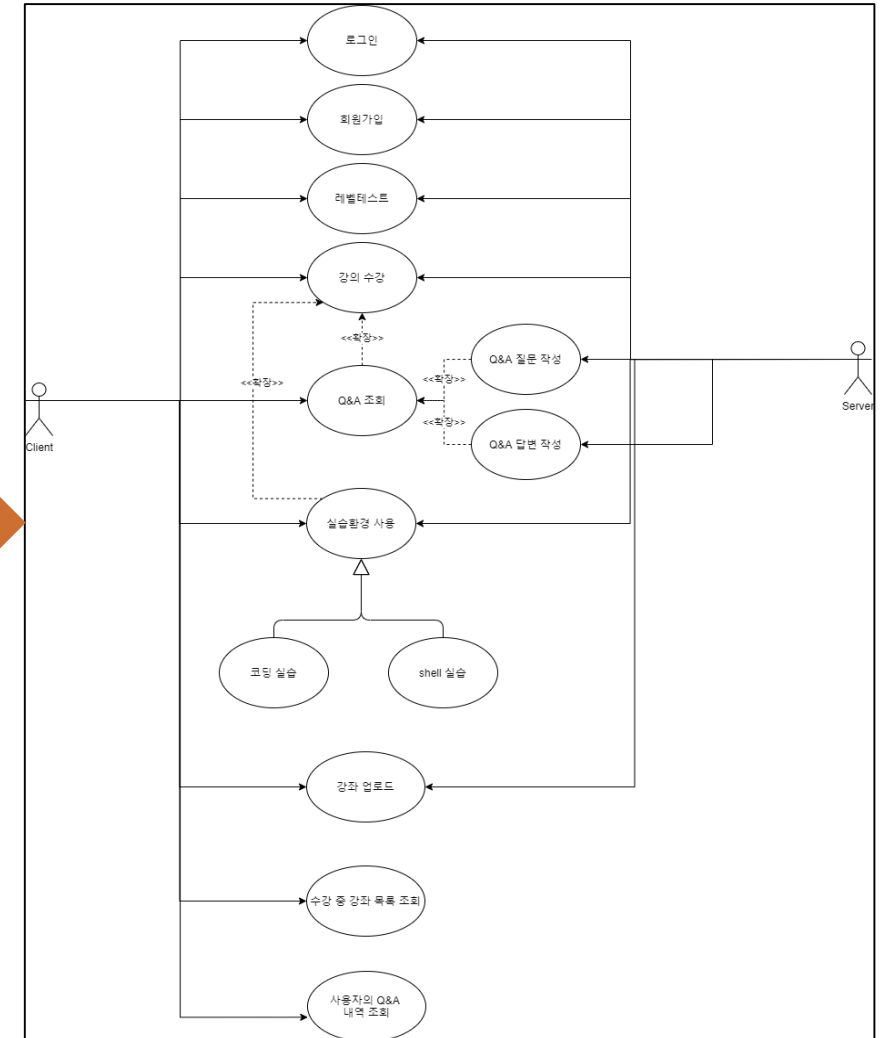 로그인
회원가입
레벨테스트
강의 수강
<<확장>>
Q&A 질문 작성
<<확장>>
<<확장>>
Q&A 조회
<<확장>>
Q&A 답변 작성
Client
Server
실습환경 사용
코딩 실습
shell 실습
강좌 업로드
수강 중 강좌 목록 조회
사용자의 Q&A
내역 조회